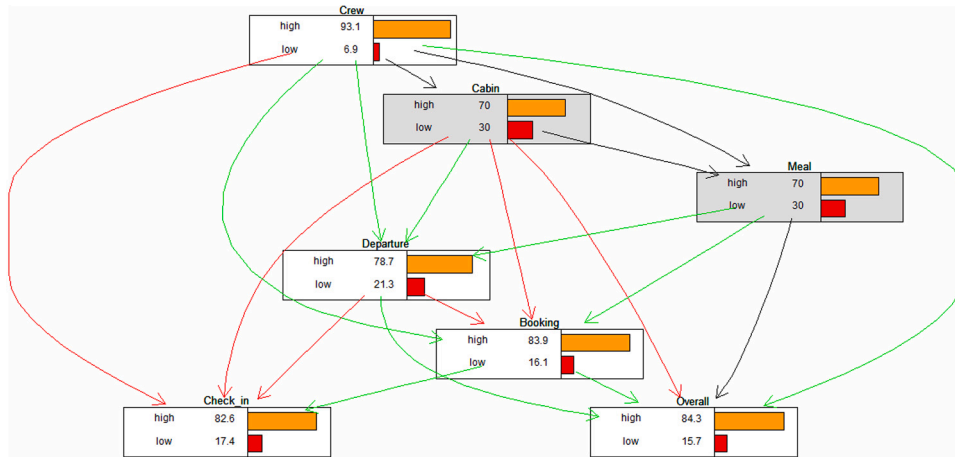 Crew
high 93.1
low 6.9
Cabin
high 70
low 30
Meal
high 70
low 30
Departure
high 78.7
low 21.3
Booking
high 83.9
low 16.1
Check_in
high 82.6
low 17.4
Overall
high 84.3
low 15.7